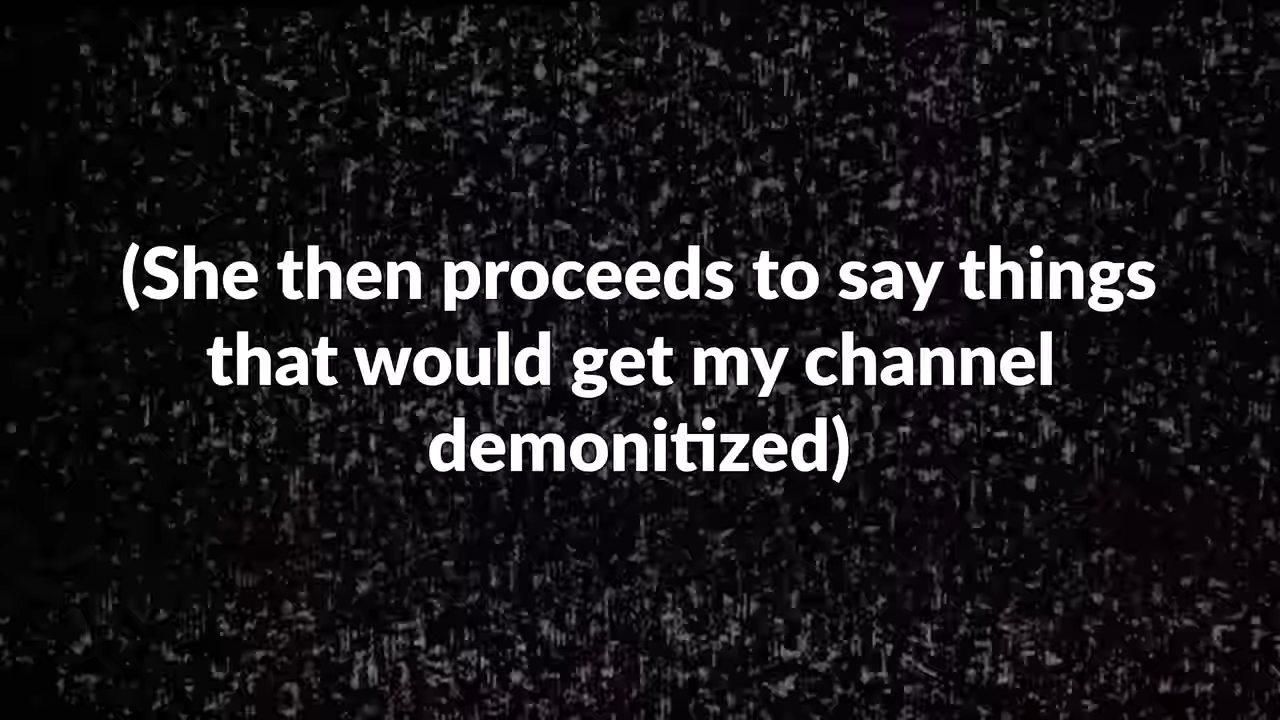 (She then proceeds to say things
that would get my channel
demonitized)